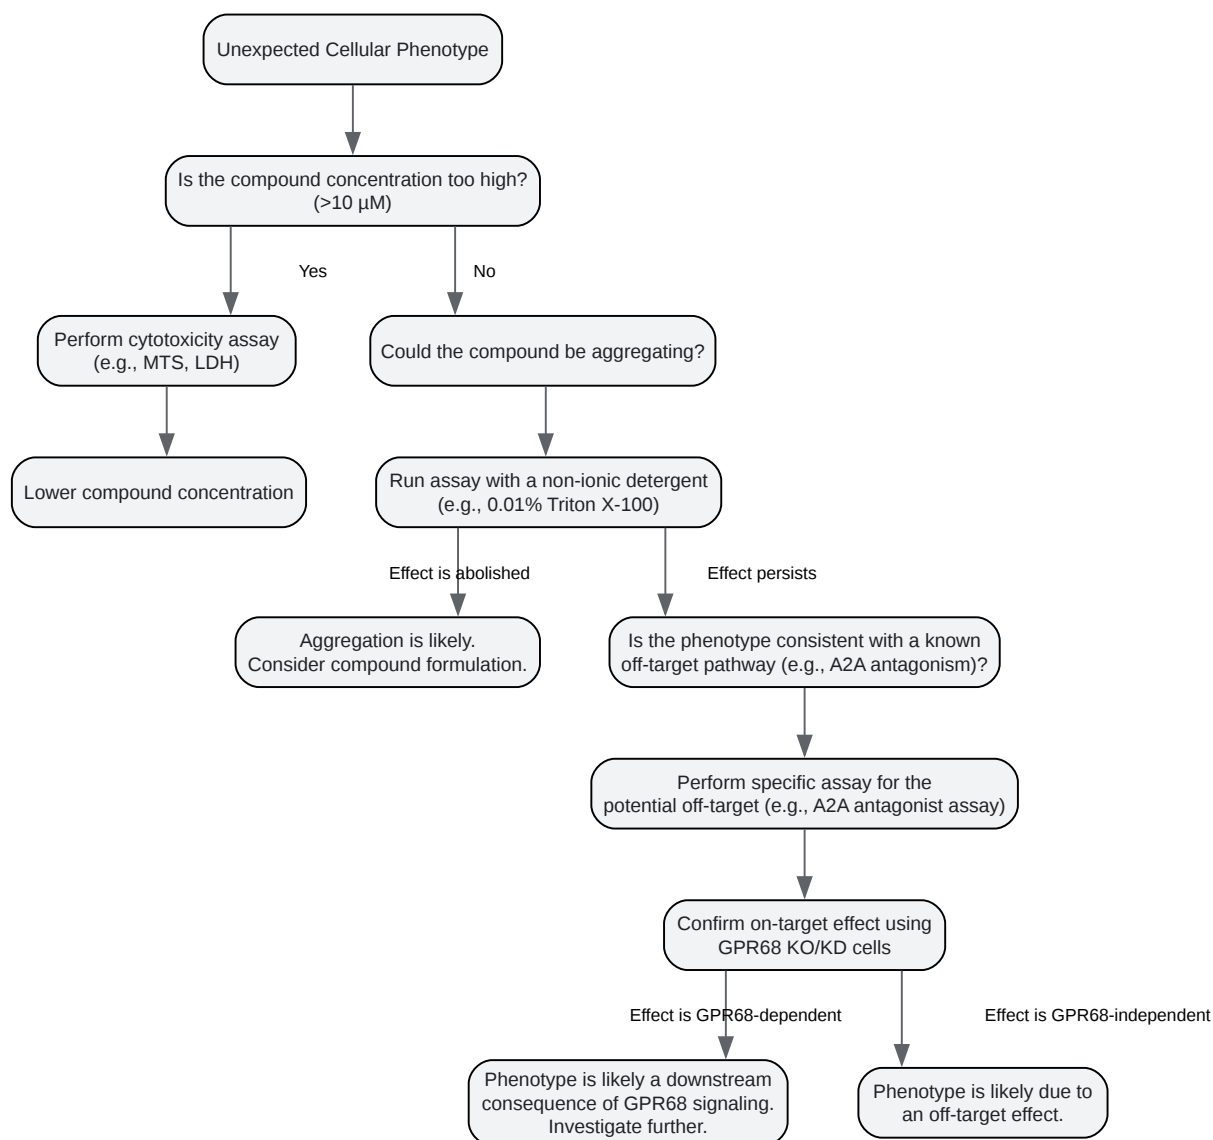 Unexpected Cellular Phenotype
Is the compound concentration too high?
(>10 µM)
Yes
No
Perform cytotoxicity assay
(e.g., MTS, LDH)
Could the compound be aggregating?
Lower compound concentration
Run assay with a non-ionic detergent
(e.g., 0.01% Triton X-100)
Effect is abolished
Effect persists
Aggregation is likely.
Consider compound formulation.
Is the phenotype consistent with a known
off-target pathway (e.g., A2A antagonism)?
Perform specific assay for the
potential off-target (e.g., A2A antagonist assay)
Confirm on-target effect using
GPR68 KO/KD cells
Effect is GPR68-dependent
Effect is GPR68-independent
Phenotype is likely a downstream
consequence of GPR68 signaling.
Investigate further.
Phenotype is likely due to
an off-target effect.